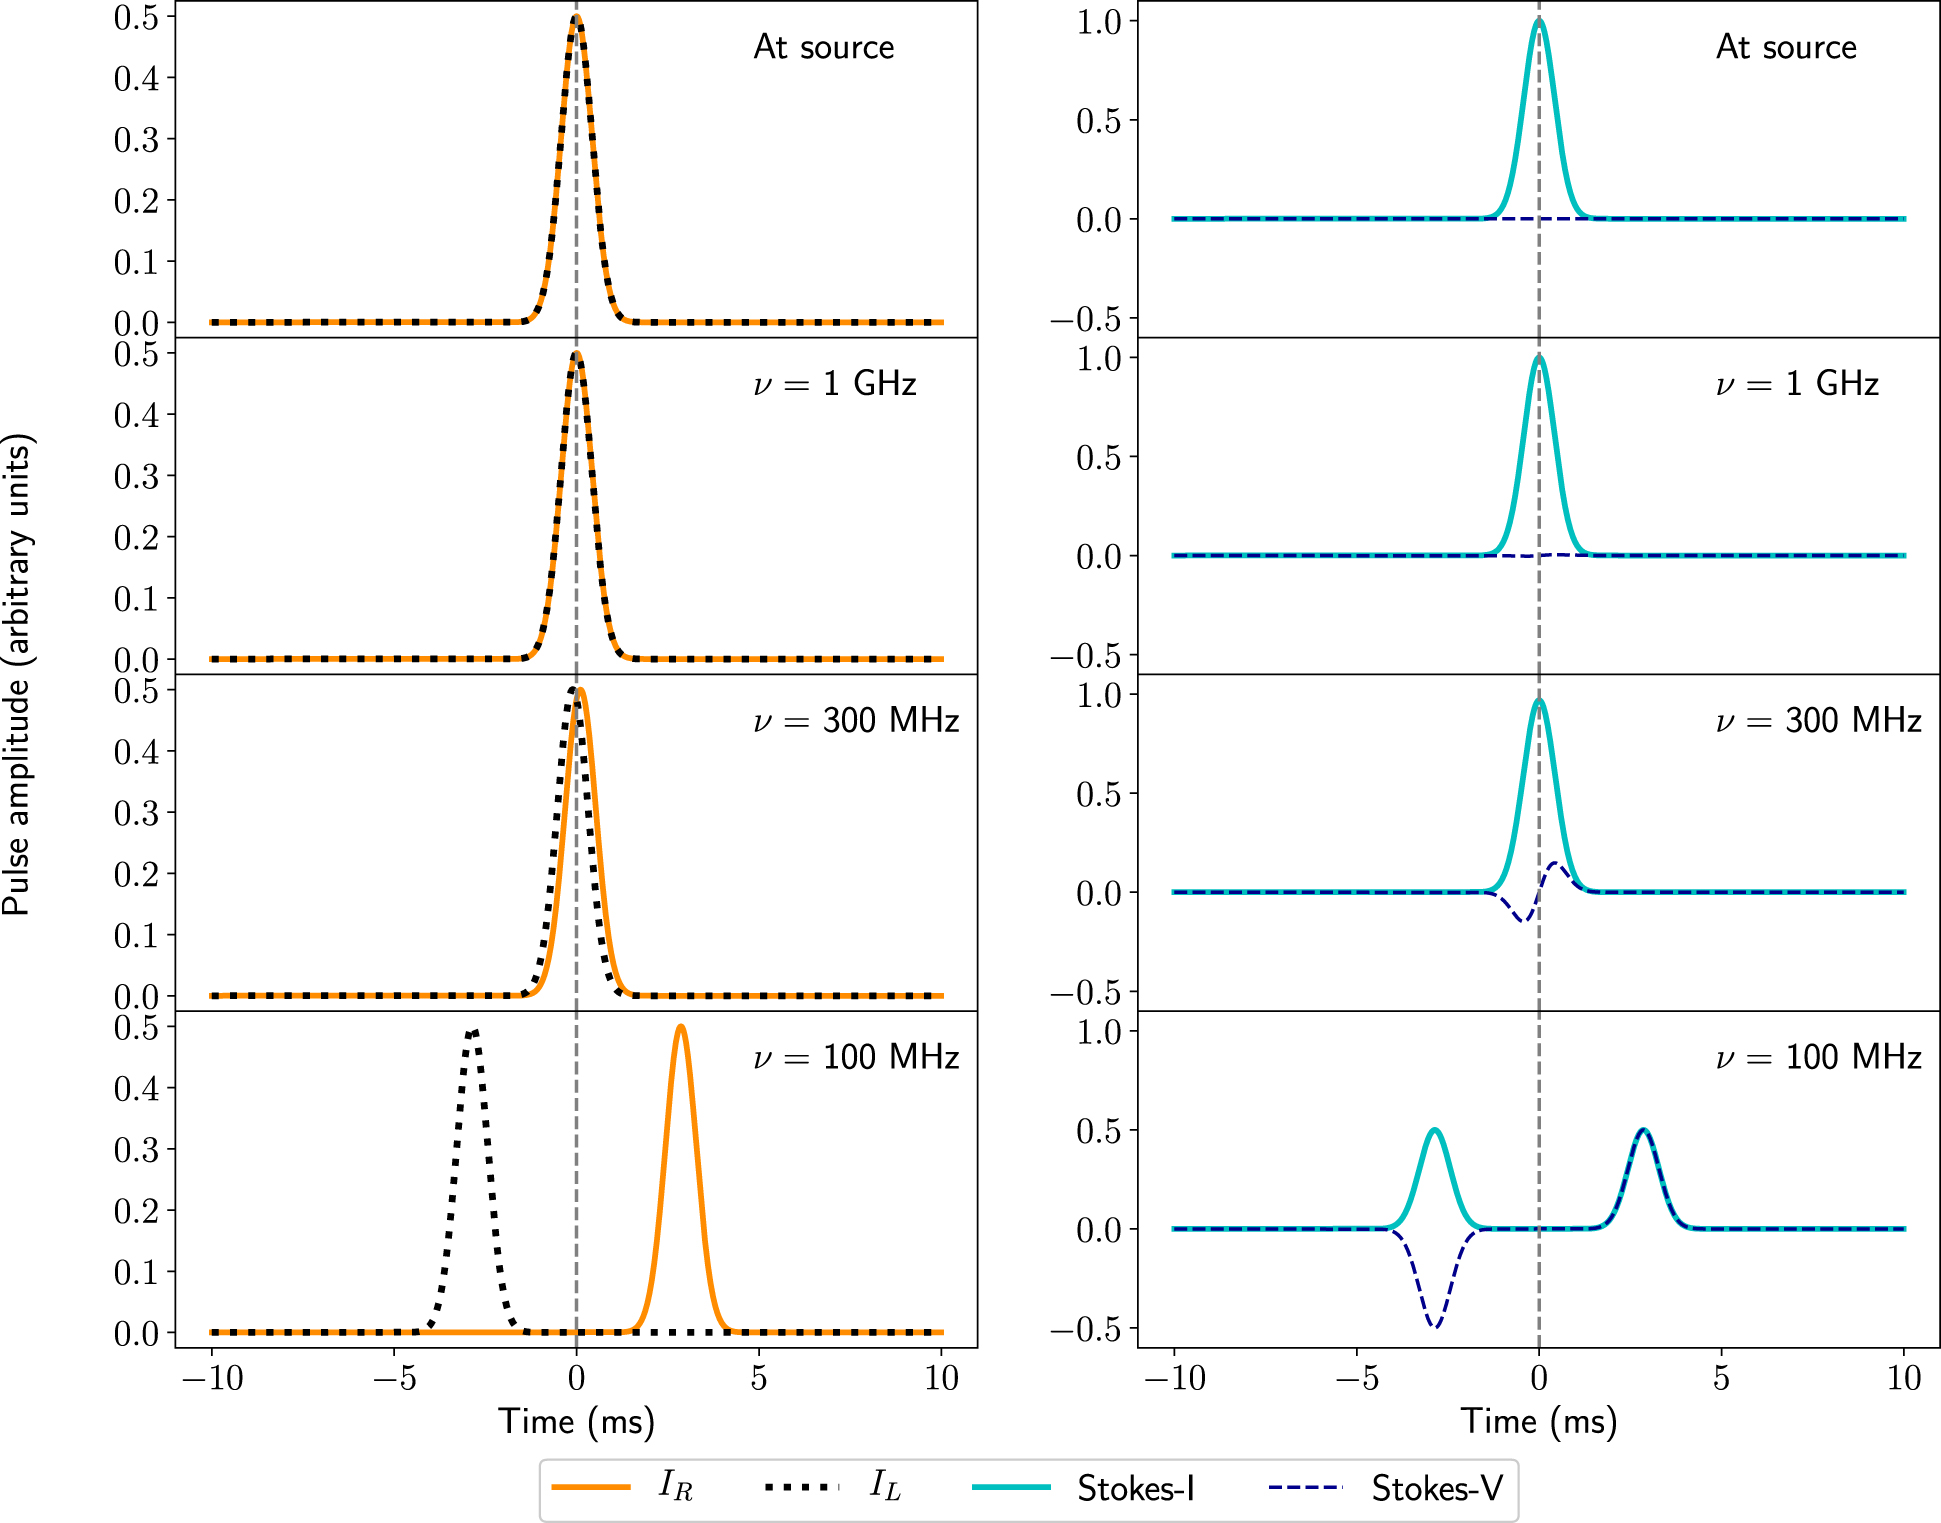 Pulse amplitude (arbitrary units)
0.5
0.4
0.3
0.2
0.1
0.0
At source
1.0
0.5
0.0
−0.5
At source
0.5
0.4
0.3
0.2
0.1
0.0
ν = 1 GHz
1.0
0.5
0.0
−0.5
ν = 1 GHz
0.5
0.4
0.3
0.2
0.1
0.0
ν = 300 MHz
1.0
0.5
0.0
−0.5
ν = 300 MHz
0.5
0.4
0.3
0.2
0.1
0.0
ν = 100 MHz
1.0
0.5
0.0
−0.5
ν = 100 MHz
−10 −5 0 5 10
Time (ms)
−10 −5 0 5 10
Time (ms)
I_R I_L Stokes-I Stokes-V